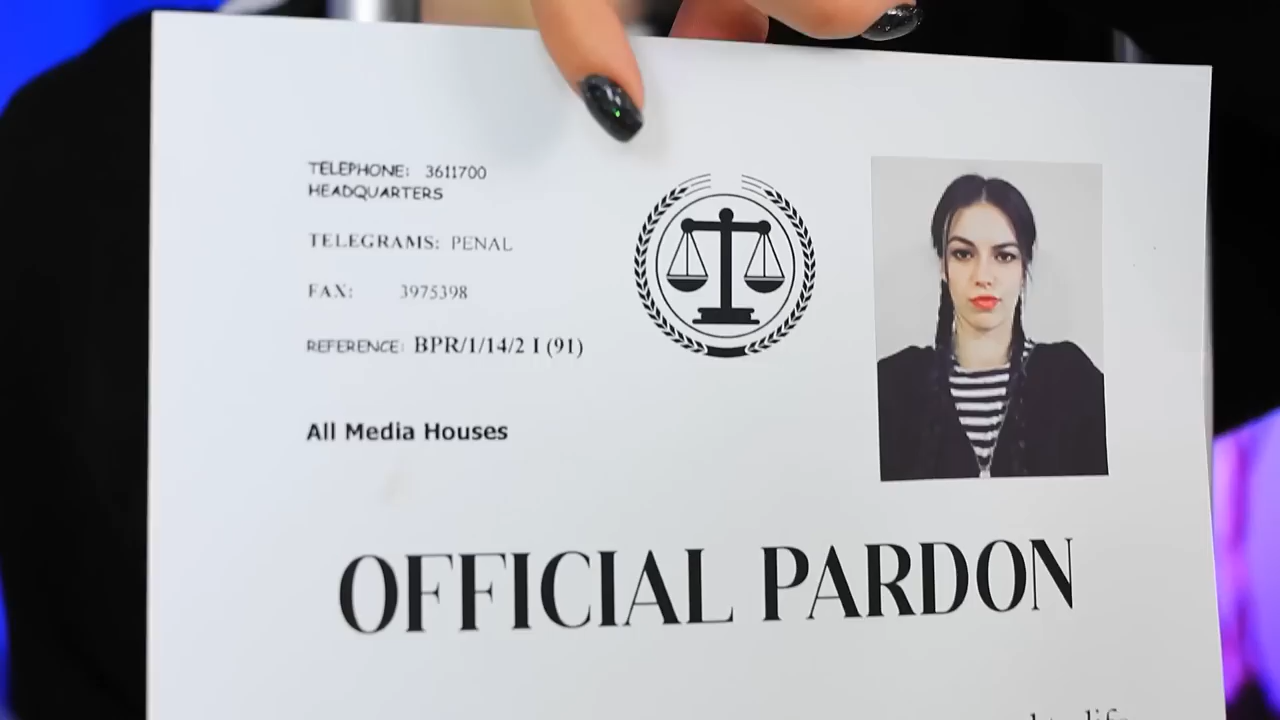 TELEPHONE: 3611700
HEADQUARTERS
TELEGRAMS: PENAL
FAX: 3975398
REFERENCE: BPR/1/14/2 I (91)
All Media Houses
OFFICIAL PARDON